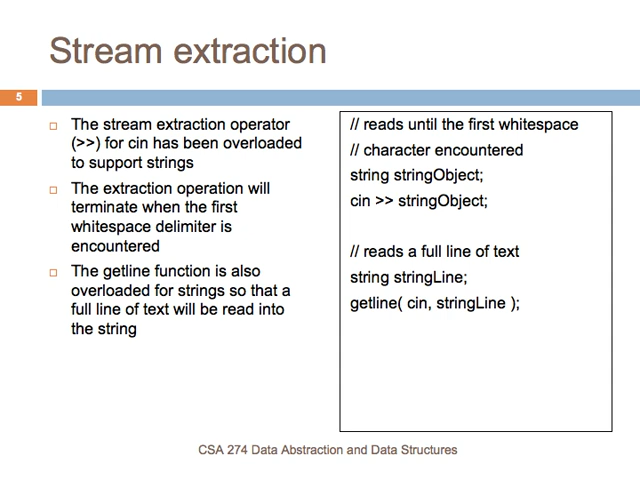 Stream extraction
5
The stream extraction operator
(>>) for cin has been overloaded
to support strings
The extraction operation will
terminate when the first
whitespace delimiter is
encountered
The getline function is also
overloaded for strings so that a
full line of text will be read into
the string
// reads until the first whitespace
// character encountered
string stringObject;
cin >> stringObject;
// reads a full line of text
string stringLine;
getline( cin, stringLine );
CSA 274 Data Abstraction and Data Structures